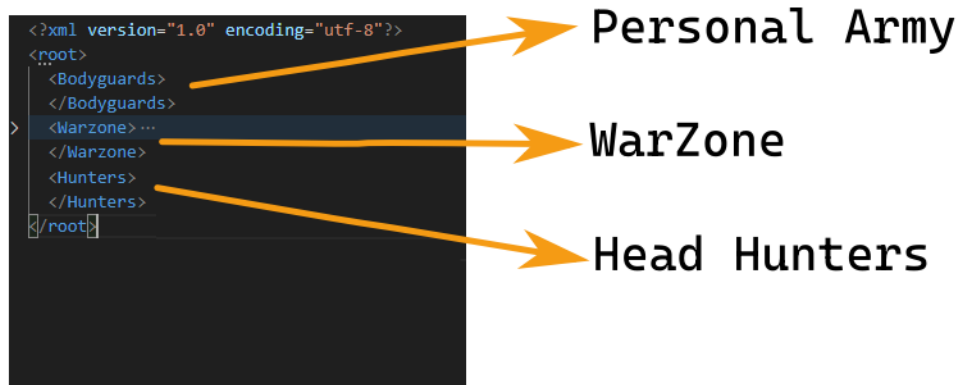 <?xml version="1.0" encoding="utf-8"?>
<root>
<Bodyguards>
</Bodyguards>
<Warzone> ···
</Warzone>
<Hunters>
</Hunters>
</root>
Personal Army
WarZone
Head Hunters